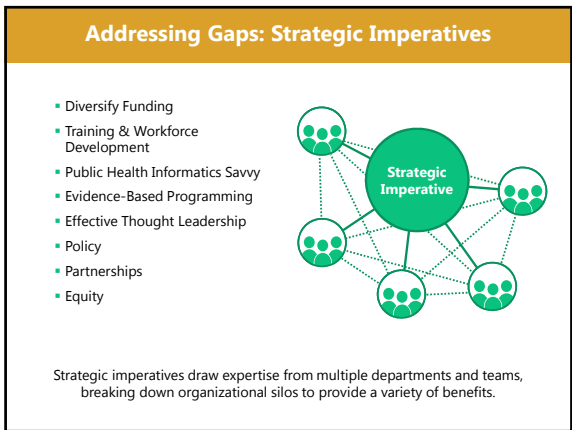 Addressing Gaps: Strategic Imperatives
▪ Diversify Funding
▪ Training & Workforce
Development
▪ Public Health Informatics Savvy
▪ Evidence-Based Programming
▪ Effective Thought Leadership
▪ Policy
▪ Partnerships
▪ Equity
Strategic
Imperative
Strategic imperatives draw expertise from multiple departments and teams,
breaking down organizational silos to provide a variety of benefits.